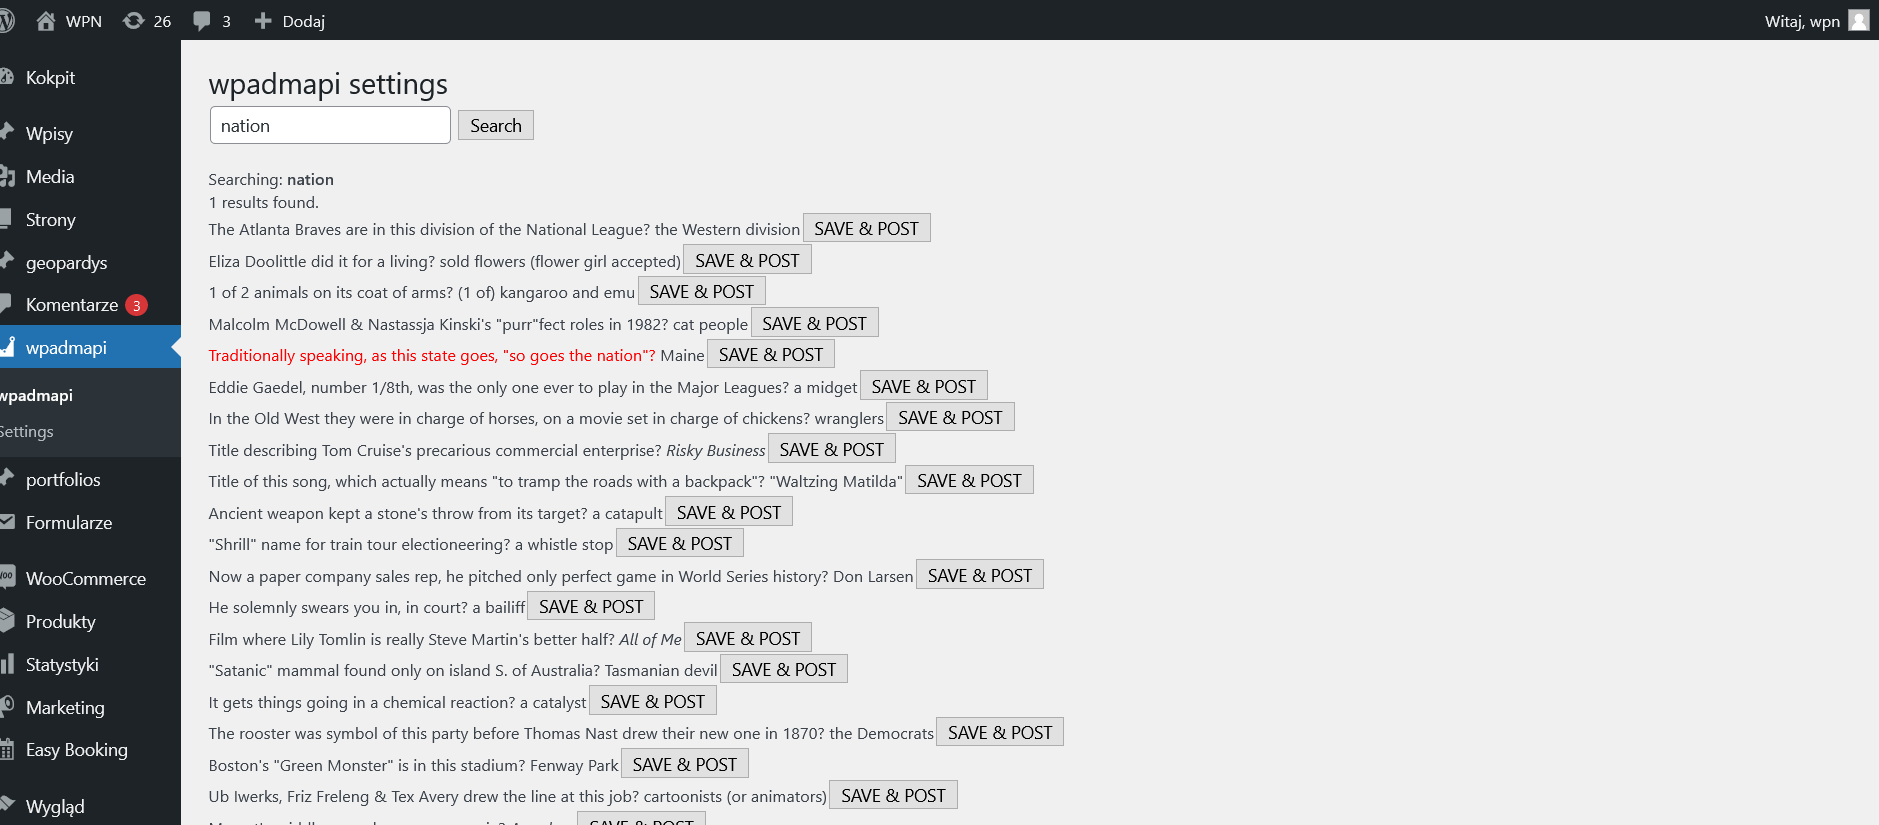 WPN 26 3 Dodaj Witaj, wpn
Kokpit
Wpisy
Media
Strony
geopardys
Komentarze 3
wpadmapi
wpadmapi
Settings
portfolios
Formularze
WooCommerce
Produkty
Statystyki
Marketing
Easy Booking
Wygląd
wpadmapi settings
nation Search
Searching: nation
1 results found.
The Atlanta Braves are in this division of the National League? the Western division SAVE & POST
Eliza Doolittle did it for a living? sold flowers (flower girl accepted) SAVE & POST
1 of 2 animals on its coat of arms? (1 of) kangaroo and emu SAVE & POST
Malcolm McDowell & Nastassja Kinski's "purr"fect roles in 1982? cat people SAVE & POST
Traditionally speaking, as this state goes, "so goes the nation"? Maine SAVE & POST
Eddie Gaedel, number 1/8th, was the only one ever to play in the Major Leagues? a midget SAVE & POST
In the Old West they were in charge of horses, on a movie set in charge of chickens? wranglers SAVE & POST
Title describing Tom Cruise's precarious commercial enterprise? Risky Business SAVE & POST
Title of this song, which actually means "to tramp the roads with a backpack"? "Waltzing Matilda" SAVE & POST
Ancient weapon kept a stone's throw from its target? a catapult SAVE & POST
"Shrill" name for train tour electioneering? a whistle stop SAVE & POST
Now a paper company sales rep, he pitched only perfect game in World Series history? Don Larsen SAVE & POST
He solemnly swears you in, in court? a bailiff SAVE & POST
Film where Lily Tomlin is really Steve Martin's better half? All of Me SAVE & POST
"Satanic" mammal found only on island S. of Australia? Tasmanian devil SAVE & POST
It gets things going in a chemical reaction? a catalyst SAVE & POST
The rooster was symbol of this party before Thomas Nast drew their new one in 1870? the Democrats SAVE & POST
Boston's "Green Monster" is in this stadium? Fenway Park SAVE & POST
Ub Iwerks, Friz Freleng & Tex Avery drew the line at this job? cartoonists (or animators) SAVE & POST
SAVE & POST